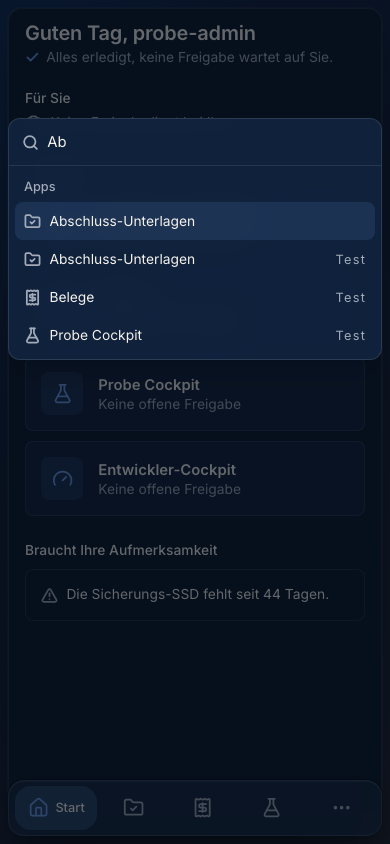 Guten Tag, probe-admin
Alles erledigt, keine Freigabe wartet auf Sie.
Für Sie
Ab
Apps
Abschluss-Unterlagen
Abschluss-Unterlagen Test
Belege Test
Probe Cockpit Test
Probe Cockpit
Keine offene Freigabe
Entwickler-Cockpit
Keine offene Freigabe
Braucht Ihre Aufmerksamkeit
Die Sicherungs-SSD fehlt seit 44 Tagen.
Start